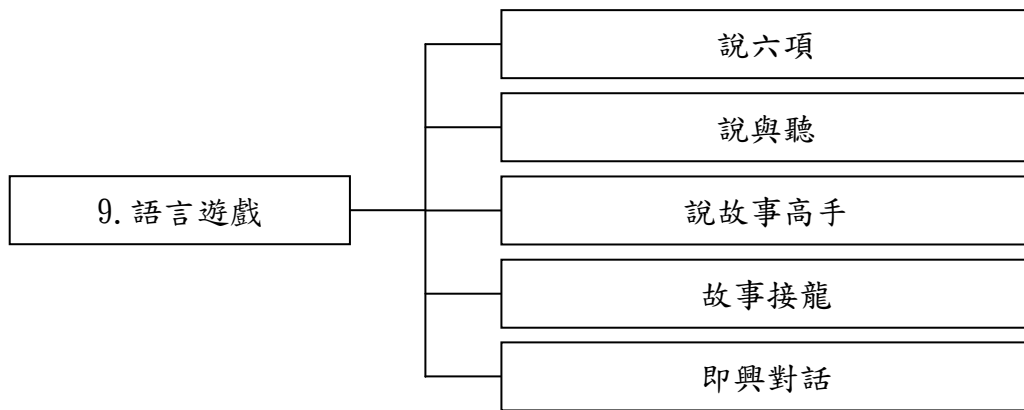 說六項
說與聽
9.語言遊戲
說故事高手
故事接龍
即興對話